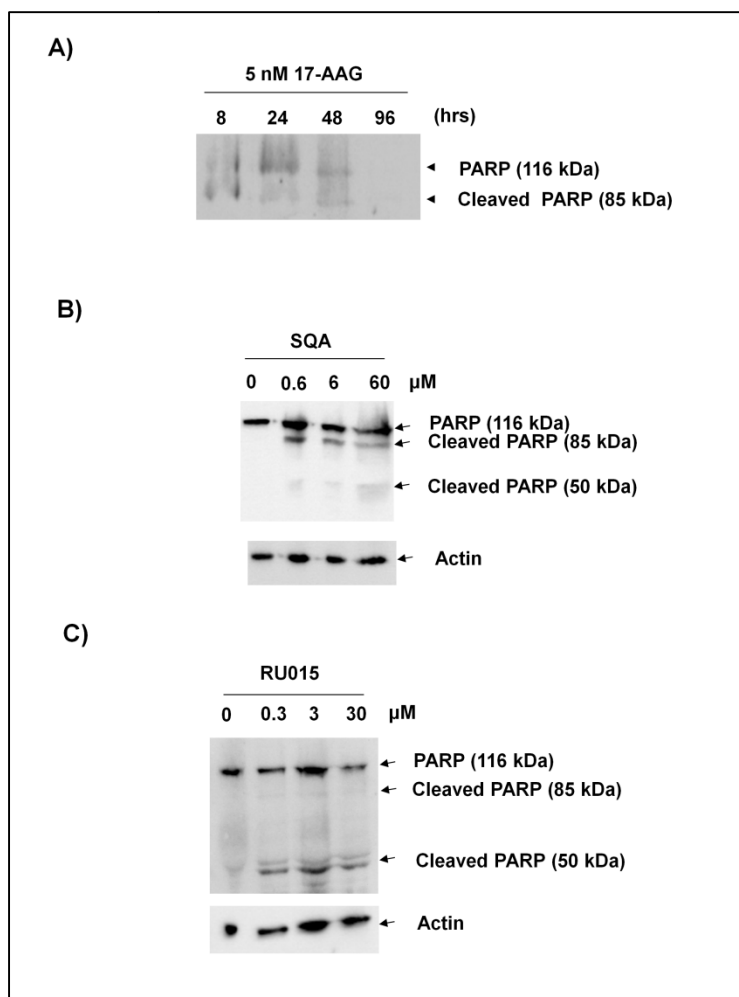 A)
5 nM 17-AAG
8 24 48 96 (hrs)
PARP (116 kDa)
Cleaved PARP (85 kDa)
B)
SQA
0 0.6 6 60 µM
PARP (116 kDa)
Cleaved PARP (85 kDa)
Cleaved PARP (50 kDa)
Actin
C)
RU015
0 0.3 3 30 µM
PARP (116 kDa)
Cleaved PARP (85 kDa)
Cleaved PARP (50 kDa)
Actin